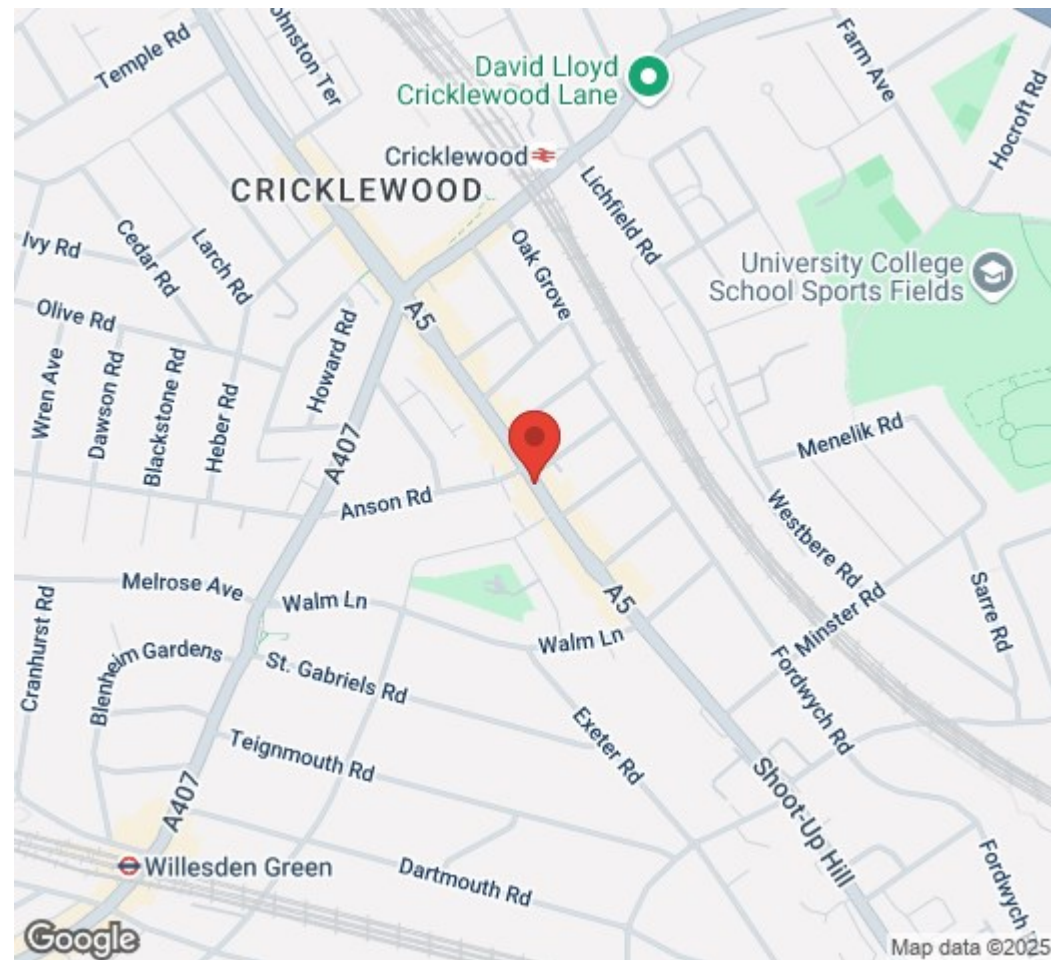 Temple Rd
ohnston Ter
David Lloyd
Cricklewood Lane
Farm Ave
Hocroft Rd
Cricklewood
CRICKLEWOOD
Lichfield Rd
Ivy Rd
Cedar Rd
Larch Rd
Oak Grove
University College
School Sports Fields
Olive Rd
A5
Howard Rd
Wren Ave
Dawson Rd
Blackstone Rd
Heber Rd
A407
Menelik Rd
Anson Rd
Westbere Rd
Melrose Ave
Walm Ln
A5
Minster Rd
Sarre Rd
Cranhurst Rd
Blenheim Gardens
St. Gabriels Rd
Walm Ln
Fordwych Rd
Exeter Rd
Teignmouth Rd
Shoot-Up Hill
A407
Willesden Green
Dartmouth Rd
Fordwych R
Google
Map data ©2025